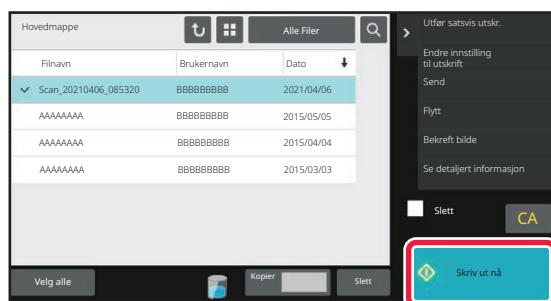 Hovedmappe
Alle Filer
Filnavn Brukernavn Dato
Scan_20210406_085320 BBBBBBBBB 2021/04/06
AAAAAAAA BBBBBBBBB 2015/05/05
AAAAAAAA BBBBBBBBB 2015/04/04
AAAAAAAA BBBBBBBBB 2015/03/03
Velg alle
Kopier
Slett
Utfør satsvis utskr.
Endre innstilling
til utskrift
Send
Flytt
Bekreft bilde
Se detaljert informasjon
Slett
CA
Skriv ut nå